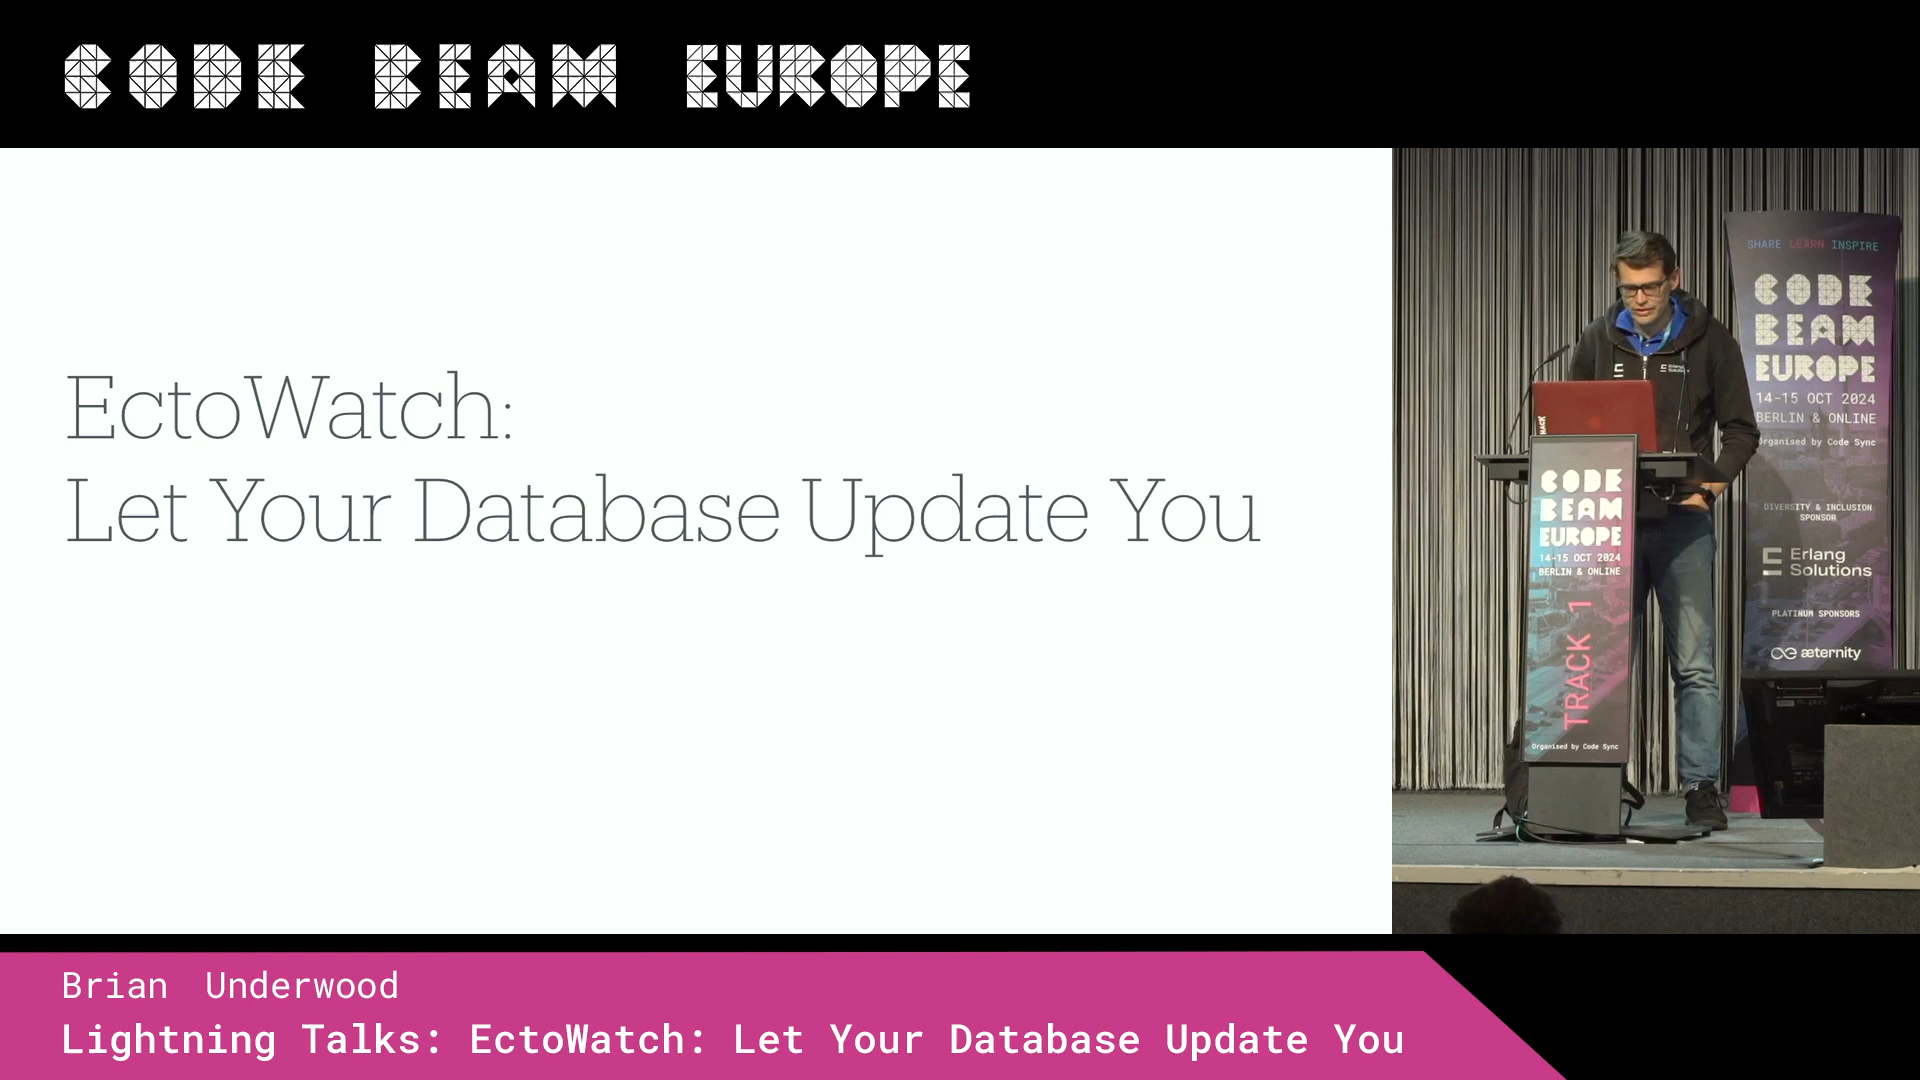 CODE BEAM EUROPE
EctoWatch:
Let Your Database Update You
SHARE LEARN INSPIRE
CODE
BEAM
EUROPE
14-15 OCT 2024
BERLIN & ONLINE
Organised by Code Sync
DIVERSITY & INCLUSION
SPONSOR
Erlang
Solutions
PLATINUM SPONSORS
æternity
Erlang
Solutions
HACK
CODE
BEAM
EUROPE
14-15 OCT 2024
BERLIN & ONLINE
TRACK 1
Organised by Code Sync
Brian Underwood
Lightning Talks: EctoWatch: Let Your Database Update You